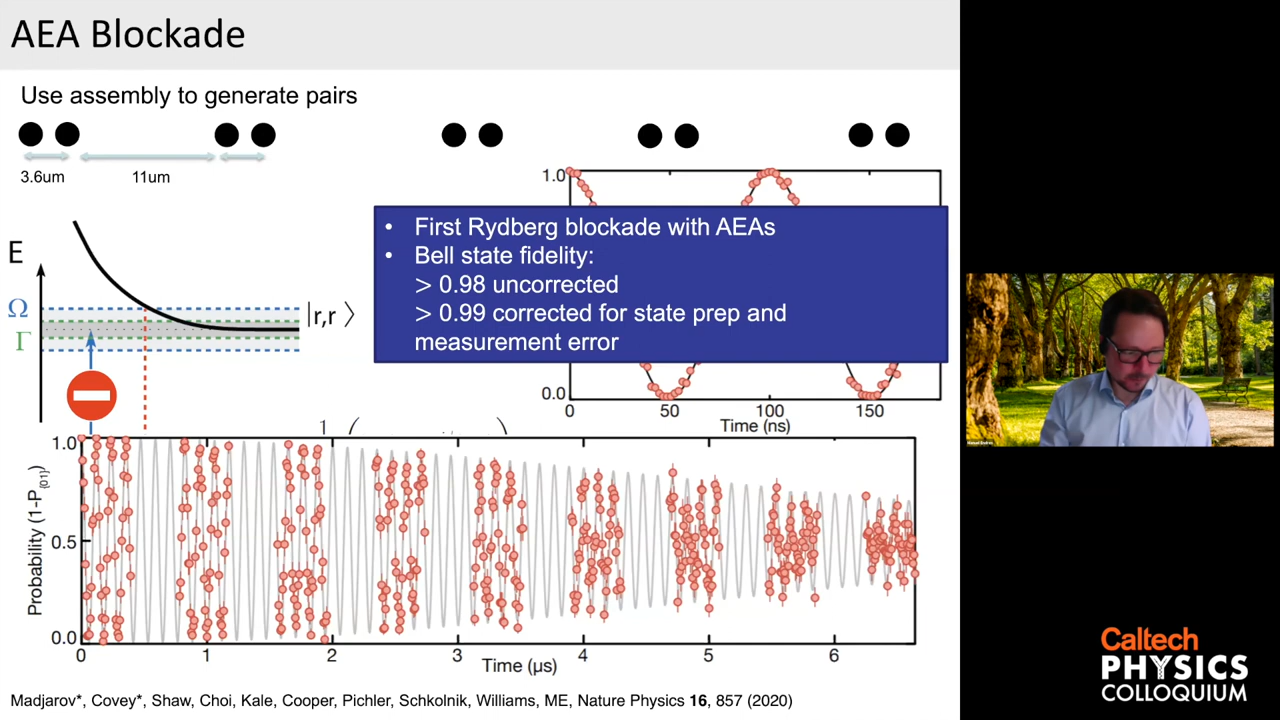 AEA Blockade
Use assembly to generate pairs
3.6um
11um
E
Ω
Γ
|r,r ⟩
1.0
0.0
0
50
100
150
Time (ns)
• First Rydberg blockade with AEAs
• Bell state fidelity:
> 0.98 uncorrected
> 0.99 corrected for state prep and
measurement error
1 (
)
Probability (1-P{01})
1.0
0.5
0.0
0
1
2
3
4
5
6
Time (μs)
Madjarov*, Covey*, Shaw, Choi, Kale, Cooper, Pichler, Schkolnik, Williams, ME, Nature Physics 16, 857 (2020)
Caltech
PHYSICS
COLLOQUIUM